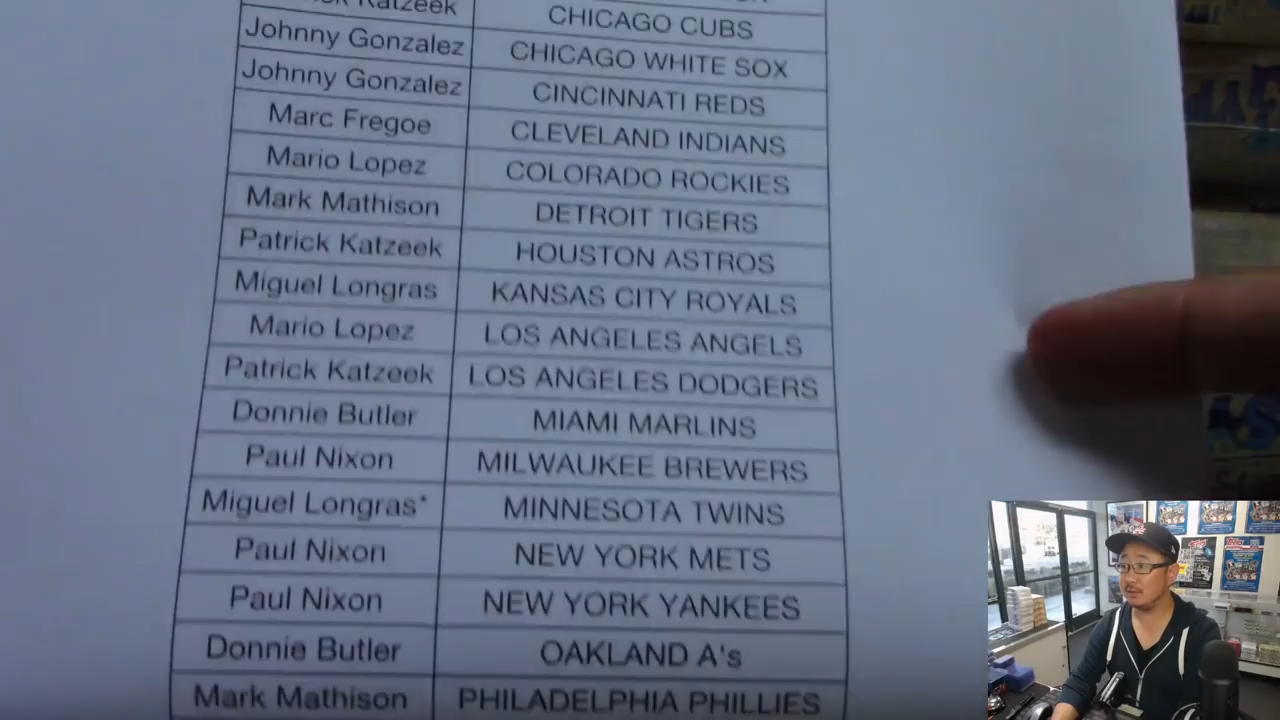 Katzeek CHICAGO CUBS
Johnny Gonzalez CHICAGO WHITE SOX
Johnny Gonzalez CINCINNATI REDS
Marc Fregoe CLEVELAND INDIANS
Mario Lopez COLORADO ROCKIES
Mark Mathison DETROIT TIGERS
Patrick Katzeek HOUSTON ASTROS
Miguel Longras KANSAS CITY ROYALS
Mario Lopez LOS ANGELES ANGELS
Patrick Katzeek LOS ANGELES DODGERS
Donnie Butler MIAMI MARLINS
Paul Nixon MILWAUKEE BREWERS
Miguel Longras* MINNESOTA TWINS
Paul Nixon NEW YORK METS
Paul Nixon NEW YORK YANKEES
Donnie Butler OAKLAND A's
Mark Mathison PHILADELPHIA PHILLIES